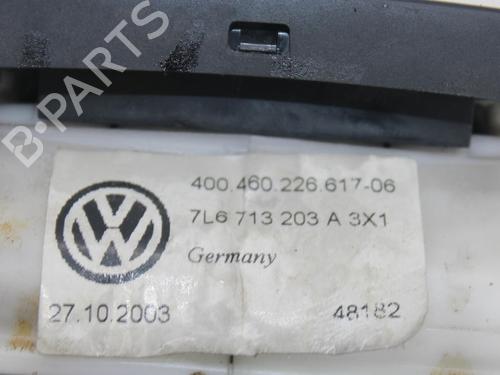 B-PARTS
400.460.226.617-06
7L6 713 203 A 3X1
Germany
27.10.2003
48182